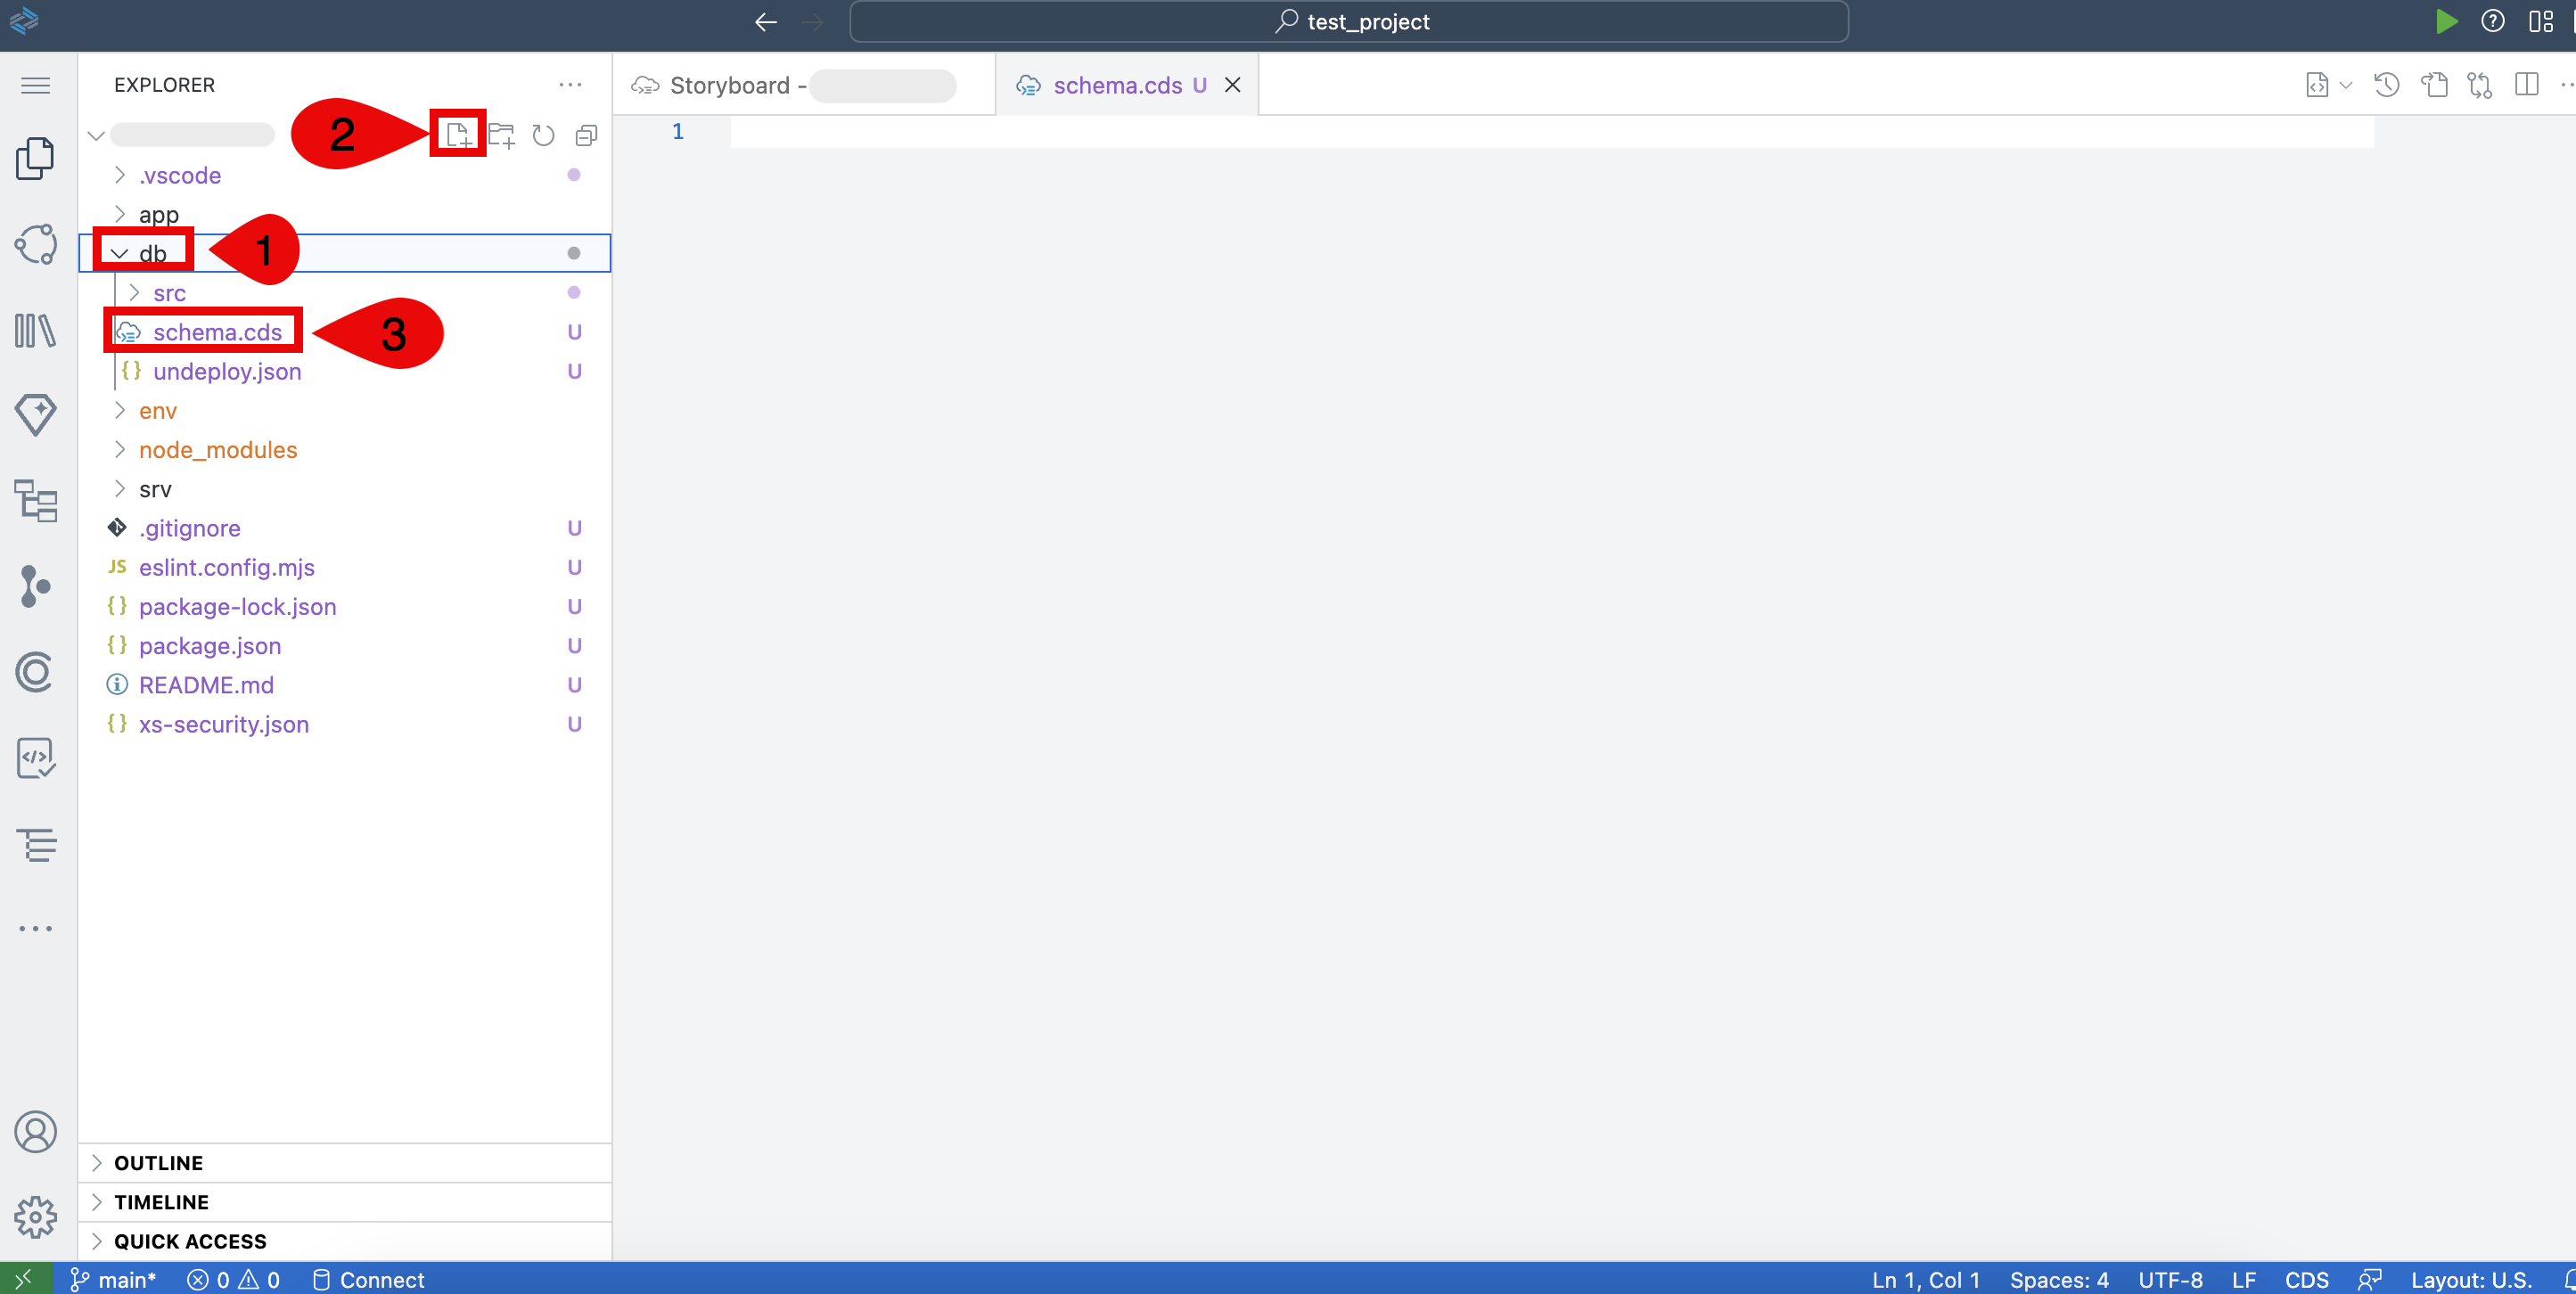 test_project
EXPLORER
Storyboard -
schema.cds U
2
1
.vscode
app
db
1
src
schema.cds U
3
{} undeploy.json U
env
node_modules
srv
.gitignore U
JS eslint.config.mjs U
{} package-lock.json U
{} package.json U
README.md U
{} xs-security.json U
OUTLINE
TIMELINE
QUICK ACCESS
main* 0 0 Connect
Ln 1, Col 1 Spaces: 4 UTF-8 LF CDS Layout: U.S.